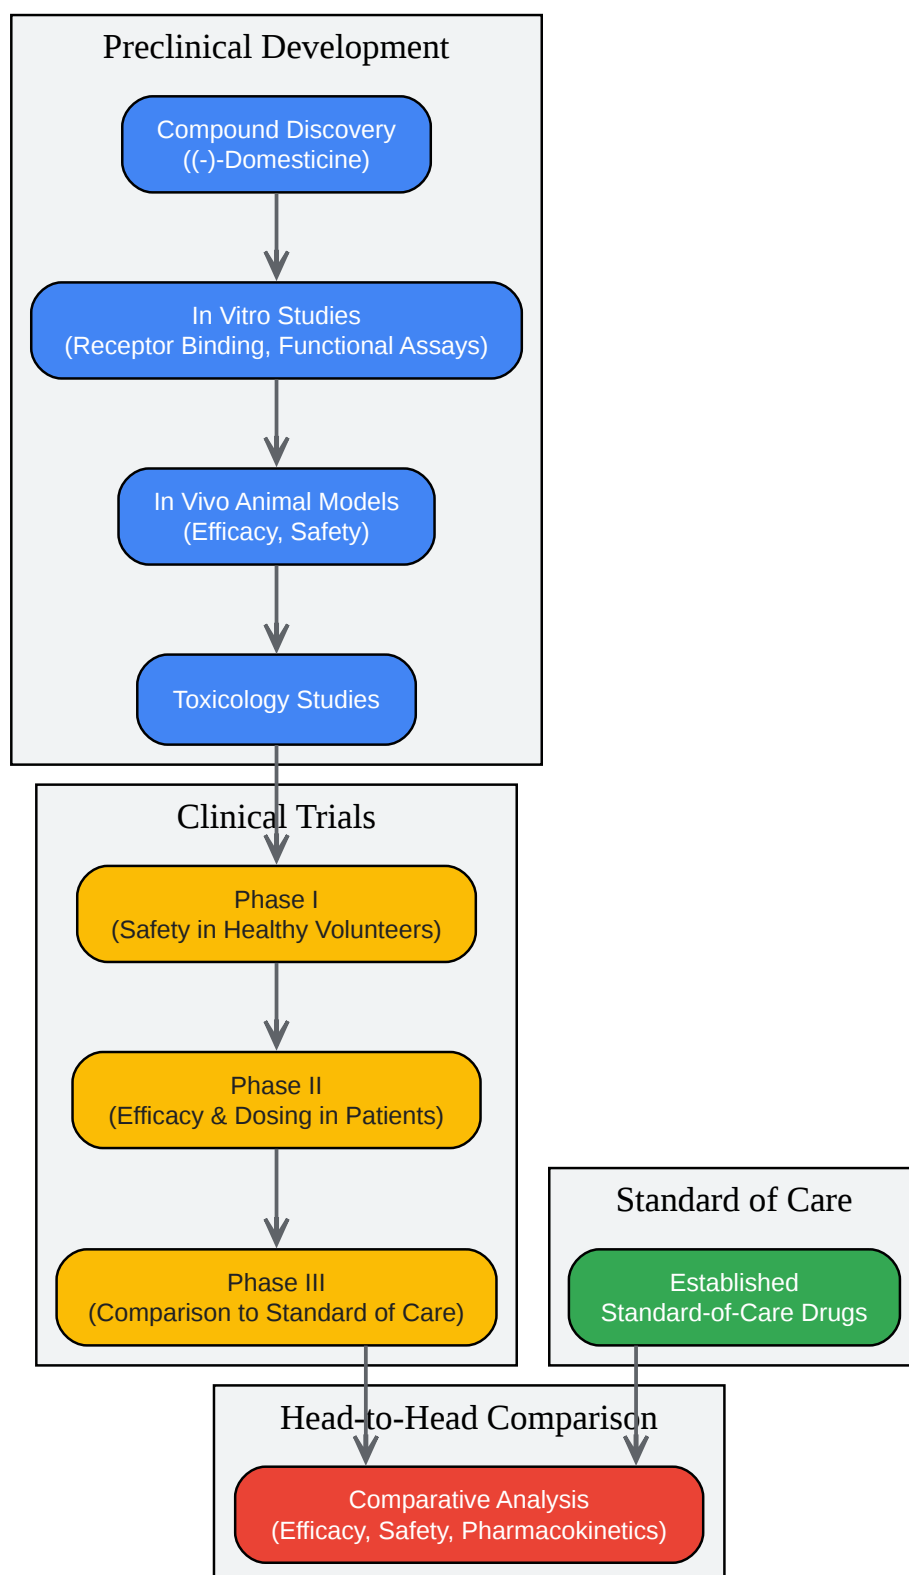 Preclinical Development
Compound Discovery
((-)-Domesticine)
In Vitro Studies
(Receptor Binding, Functional Assays)
In Vivo Animal Models
(Efficacy, Safety)
Toxicology Studies
Clinical Trials
Phase I
(Safety in Healthy Volunteers)
Phase II
(Efficacy & Dosing in Patients)
Phase III
(Comparison to Standard of Care)
Standard of Care
Established
Standard-of-Care Drugs
Head-to-Head Comparison
Comparative Analysis
(Efficacy, Safety, Pharmacokinetics)